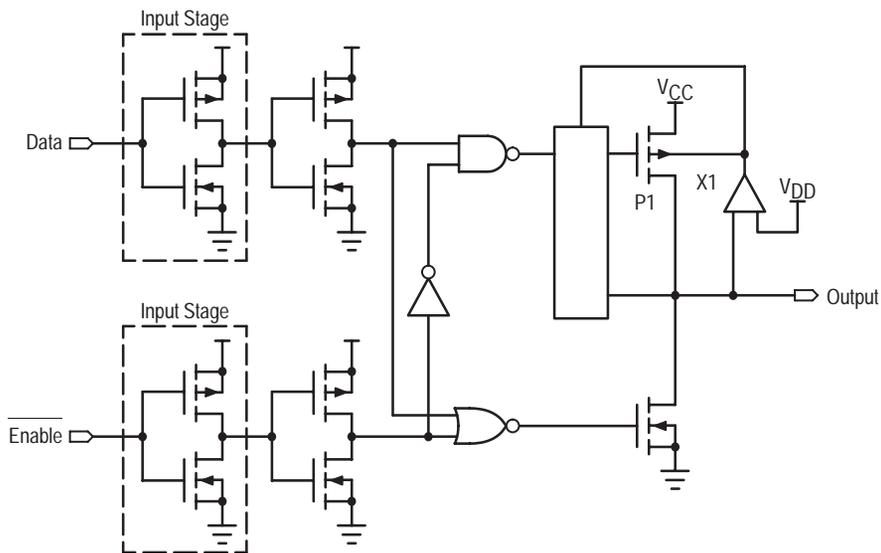 Input Stage
Data
VCC
P1
X1
VDD
Output
Input Stage
Enable